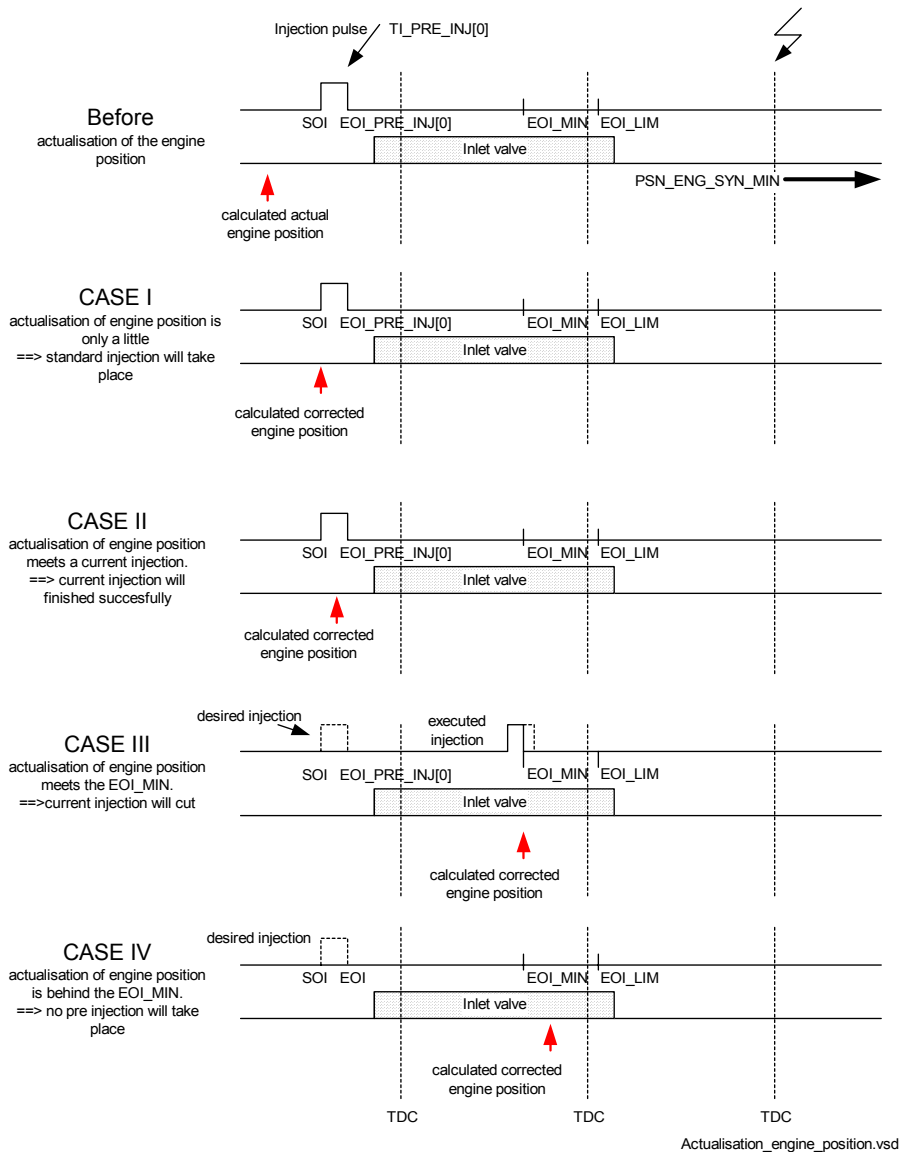 Injection pulse
TI_PRE_INJ[0]
Before
actualisation of the engine
position
SOI EOI_PRE_INJ[0] EOI_MIN EOI_LIM
Inlet valve
PSN_ENG_SYN_MIN
calculated actual
engine position
CASE I
actualisation of engine position is
only a little
==> standard injection will take
place
SOI EOI_PRE_INJ[0] EOI_MIN EOI_LIM
Inlet valve
calculated corrected
engine position
CASE II
actualisation of engine position
meets a current injection.
==> current injection will
finished succesfully
SOI EOI_PRE_INJ[0] EOI_MIN EOI_LIM
Inlet valve
calculated corrected
engine position
CASE III
actualisation of engine position
meets the EOI_MIN.
==>current injection will cut
desired injection
executed
injection
SOI EOI_PRE_INJ[0] EOI_MIN EOI_LIM
Inlet valve
calculated corrected
engine position
CASE IV
actualisation of engine position
is behind the EOI_MIN.
==> no pre injection will take
place
desired injection
SOI EOI EOI_MIN EOI_LIM
Inlet valve
calculated corrected
engine position
TDC TDC TDC
Actualisation_engine_position.vsd